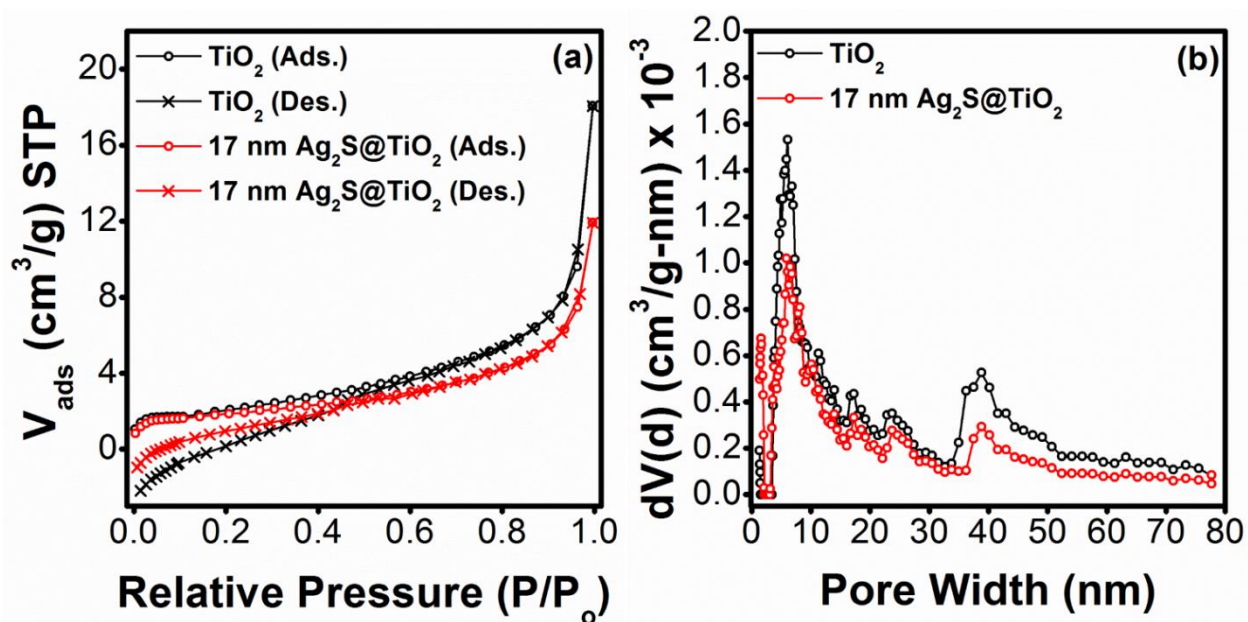 (a)
TiO2 (Ads.)
TiO2 (Des.)
17 nm Ag2S@TiO2 (Ads.)
17 nm Ag2S@TiO2 (Des.)
Vads (cm3/g) STP
20
16
12
8
4
0
0.0 0.2 0.4 0.6 0.8 1.0
Relative Pressure (P/Po)
(b)
TiO2
17 nm Ag2S@TiO2
dV(d) (cm3/g-nm) x 10-3
2.0
1.8
1.6
1.4
1.2
1.0
0.8
0.6
0.4
0.2
0.0
0 10 20 30 40 50 60 70 80
Pore Width (nm)